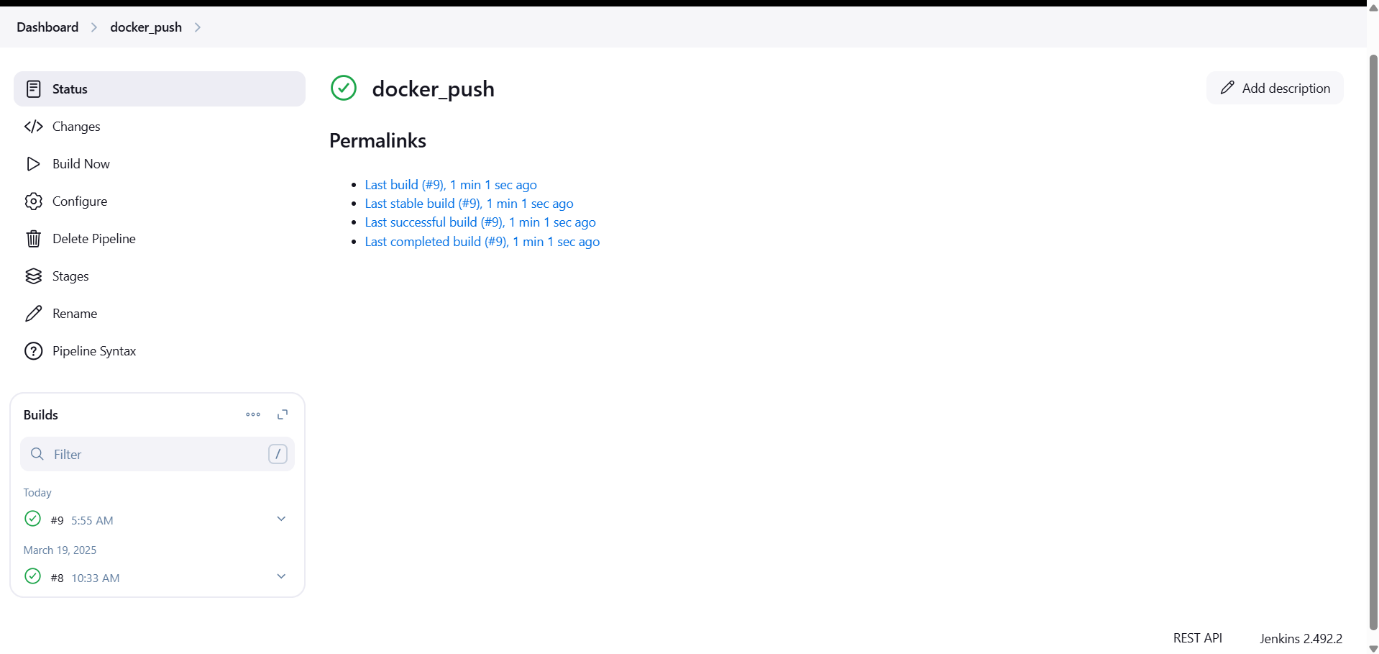 Dashboard
docker_push
Status
Changes
Build Now
Configure
Delete Pipeline
Stages
Rename
Pipeline Syntax
Builds
Filter
/
Today
#9 5:55 AM
March 19, 2025
#8 10:33 AM
docker_push
Add description
Permalinks
Last build (#9), 1 min 1 sec ago
Last stable build (#9), 1 min 1 sec ago
Last successful build (#9), 1 min 1 sec ago
Last completed build (#9), 1 min 1 sec ago
REST API
Jenkins 2.492.2